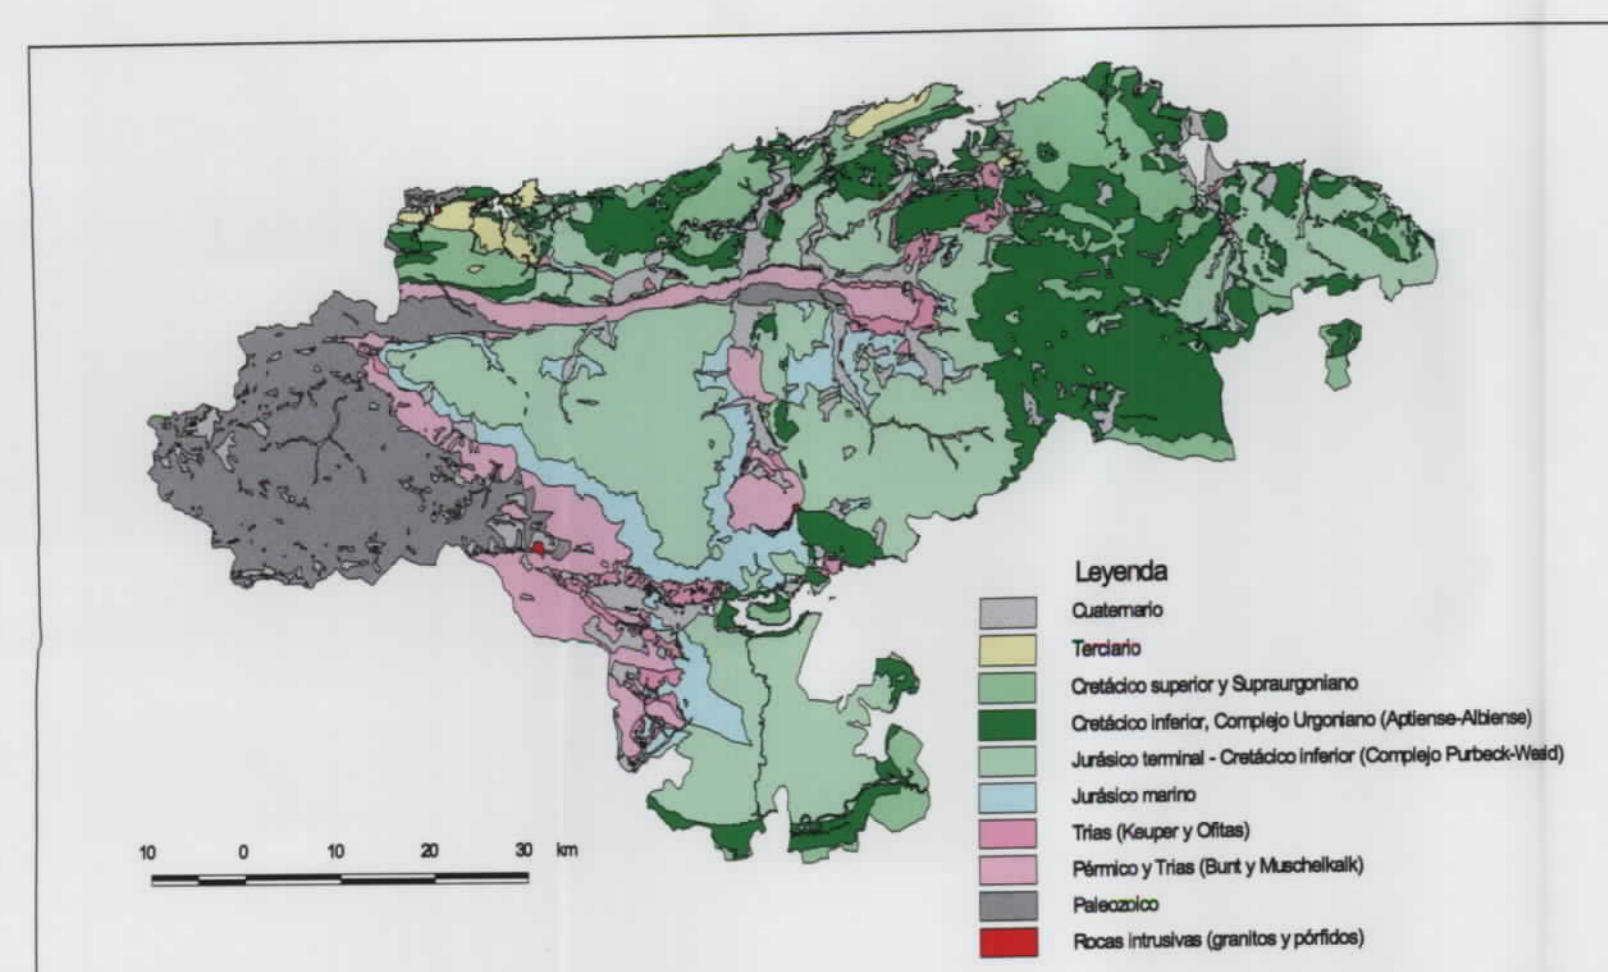 Leyenda
Cuaternario
Terciario
Cretácico superior y Supraurgoniano
Cretácico inferior, Complejo Urgoniano (Aptiense-Albiense)
Jurásico terminal - Cretácico inferior (Complejo Purbeck-Weald)
Jurásico marino
Trias (Keuper y Ofitas)
Pérmico y Trias (Bunt y Muschelkalk)
Paleozoico
Rocas intrusivas (granitos y pórfidos)
10 0 10 20 30 km